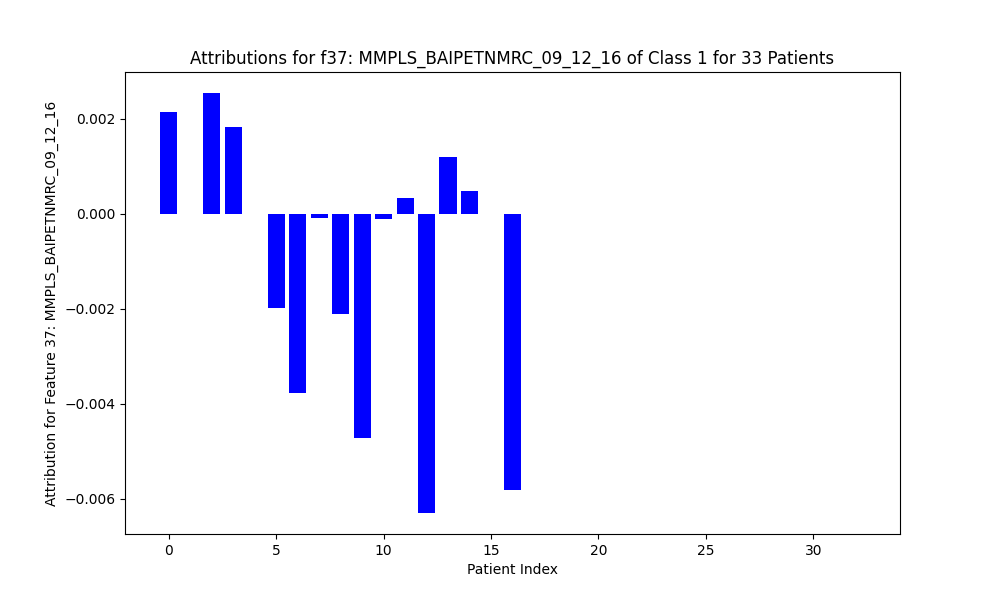 Attributions for f37: MMPLS_BAIPETNMRC_09_12_16 of Class 1 for 33 Patients
Attribution for Feature 37: MMPLS_BAIPETNMRC_09_12_16
0.002
0.000
−0.002
−0.004
−0.006
0 5 10 15 20 25 30
Patient Index